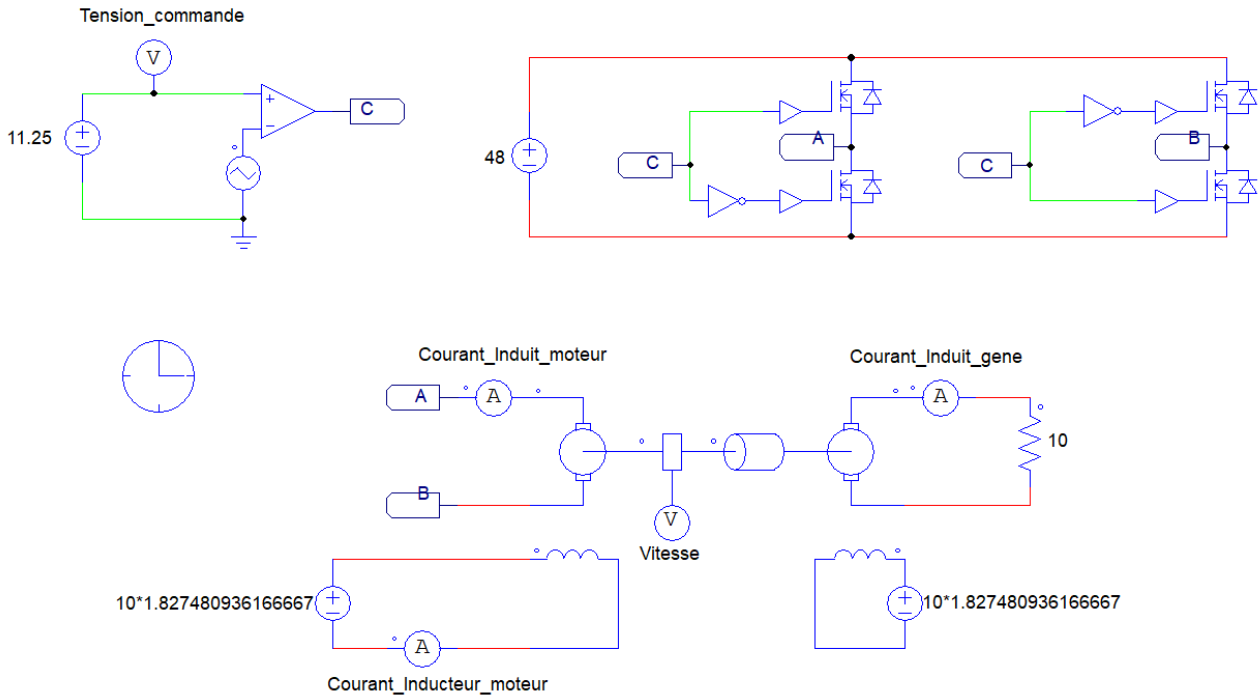 Tension_commande
V
C
11.25
48
C
A
C
B
Courant_Induit_moteur
Courant_Induit_gene
A
A
A
10
B
V
Vitesse
10*1.827480936166667
10*1.827480936166667
A
Courant_Inducteur_moteur